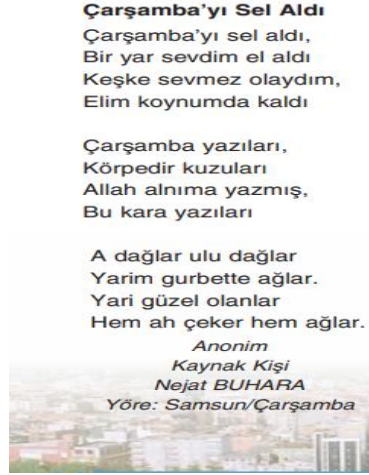 Çarşamba’yı Sel Aldı
Çarşamba’yı sel aldı,
Bir yar sevdim el aldı
Keşke sevmez olaydım,
Elim koynumda kaldı
Çarşamba yazıları,
Körpedir kuzuları
Allah alnıma yazmış,
Bu kara yazıları
A dağlar ulu dağlar
Yarim gurbette ağlar.
Yari güzel olanlar
Hem ah çeker hem ağlar.
Anonim
Kaynak Kişi
Nejat BUHARA
Yöre: Samsun/Çarşamba